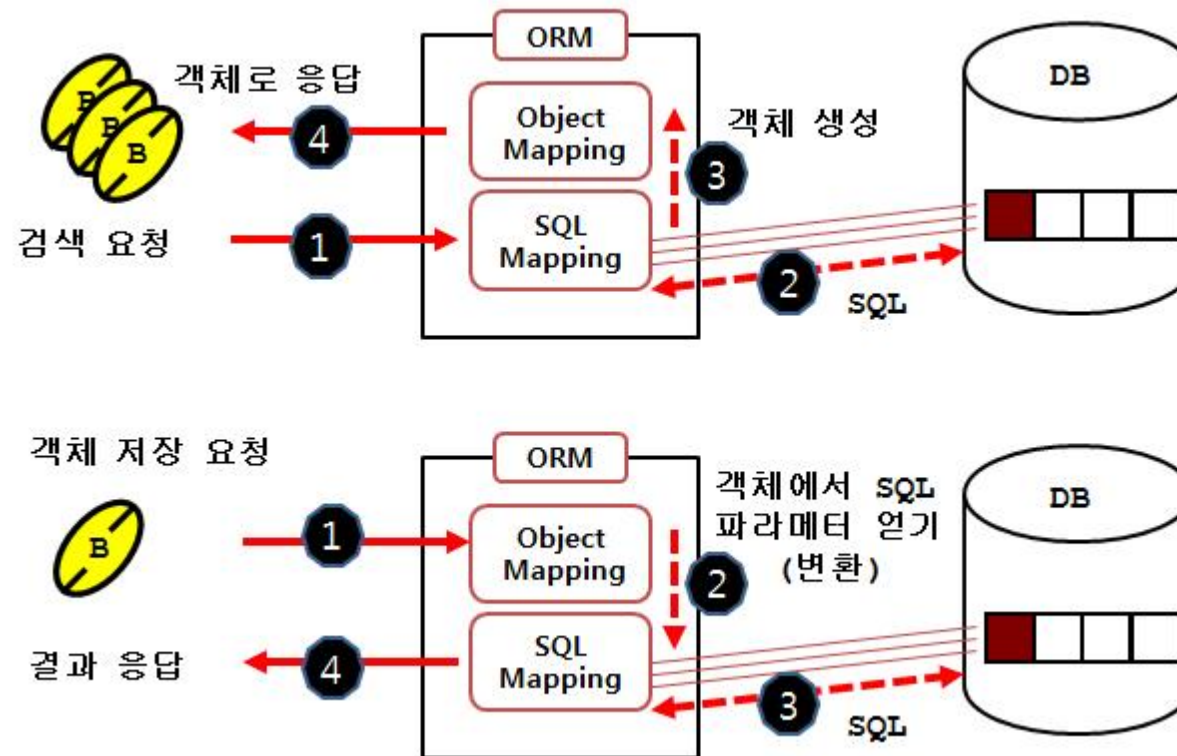 ORM
DB
객체로 응답
B
B
B
4
Object
Mapping
객체 생성
3
검색 요청
1
SQL
Mapping
2
SQL
객체 저장 요청
ORM
DB
B
1
Object
Mapping
객체에서 SQL
파라메터 얻기
(변환)
2
결과 응답
4
SQL
Mapping
3
SQL